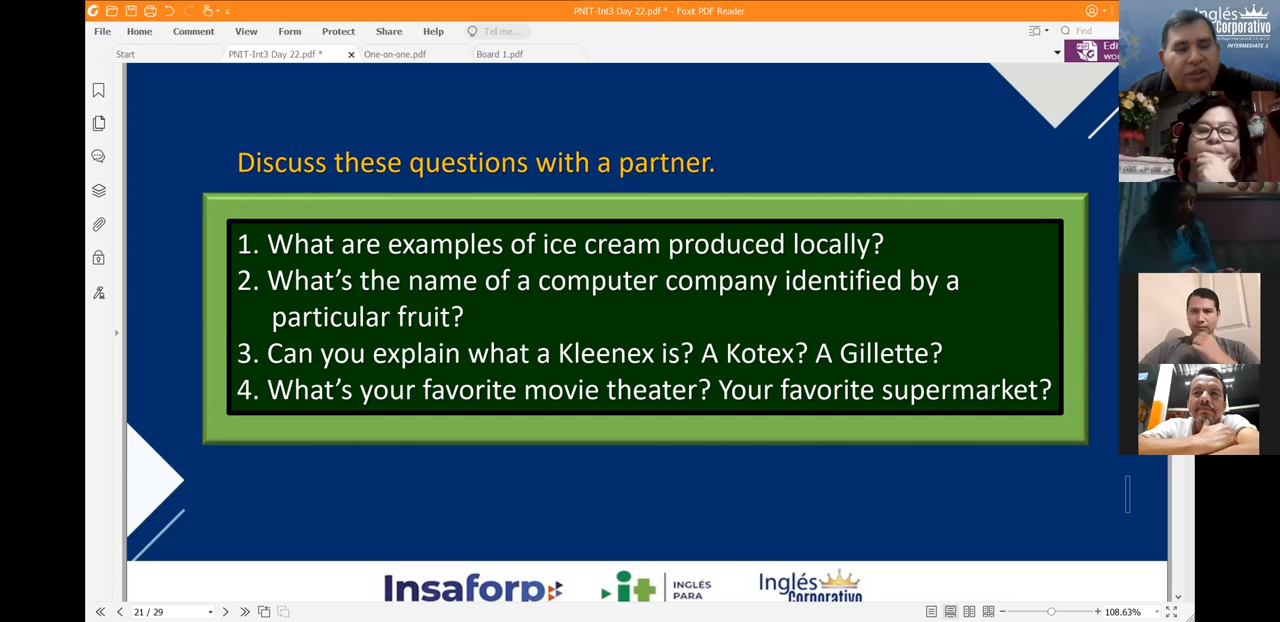 PNIT-Int3 Day 22.pdf * - Foxit PDF Reader
File Home Comment View Form Protect Share Help Tell me... Find
Start PNIT-Int3 Day 22.pdf * One-on-one.pdf Board 1.pdf
Inglés
Corporativo
INTERMEDIATE 3
Discuss these questions with a partner.
1. What are examples of ice cream produced locally?
2. What's the name of a computer company identified by a
particular fruit?
3. Can you explain what a Kleenex is? A Kotex? A Gillette?
4. What's your favorite movie theater? Your favorite supermarket?
Insaforp
it
INGLÉS
PARA
Inglés
Corporativo
21 / 29
108.63%